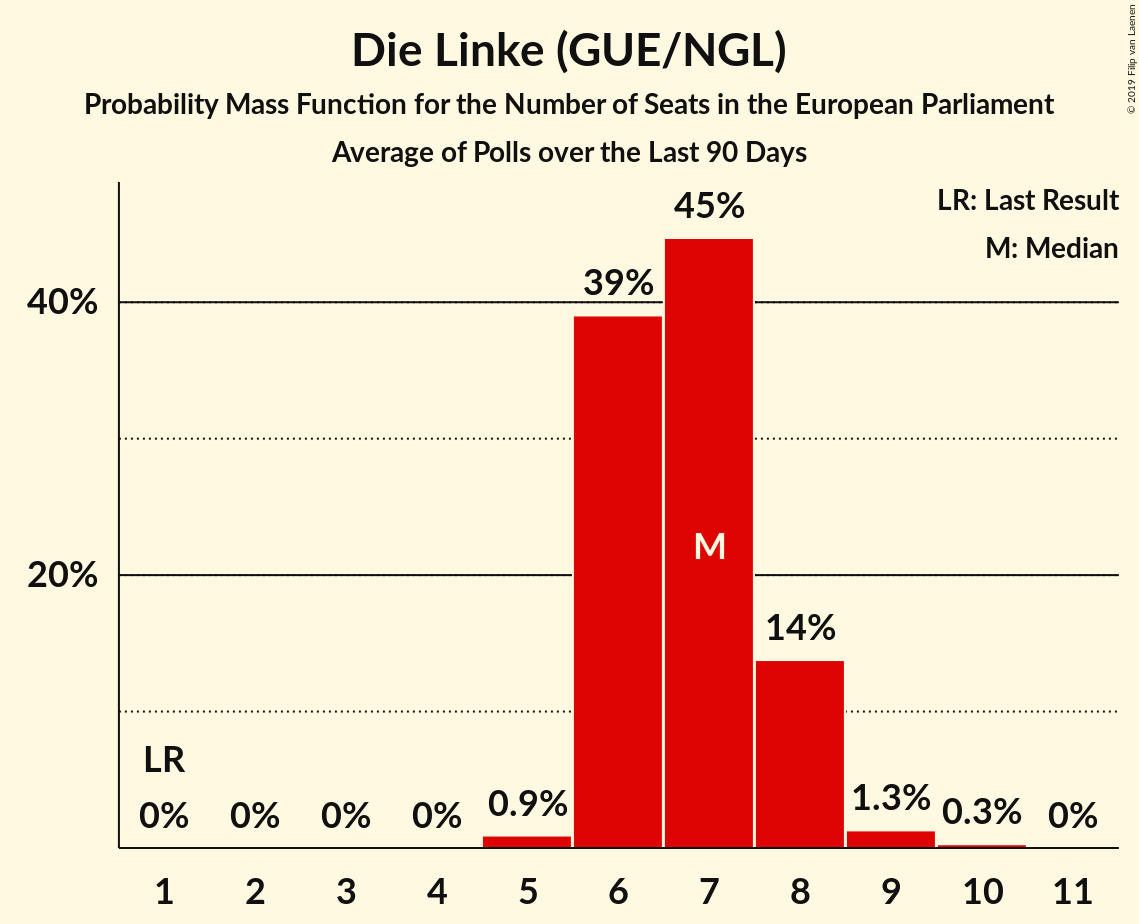 Die Linke (GUE/NGL)
Probability Mass Function for the Number of Seats in the European Parliament
Average of Polls over the Last 90 Days
© 2019 Filip van Laenen
LR: Last Result
M: Median
45%
39%
40%
M
20%
14%
LR
0% 0% 0% 0% 0.9% 1.3% 0.3% 0%
1 2 3 4 5 6 7 8 9 10 11